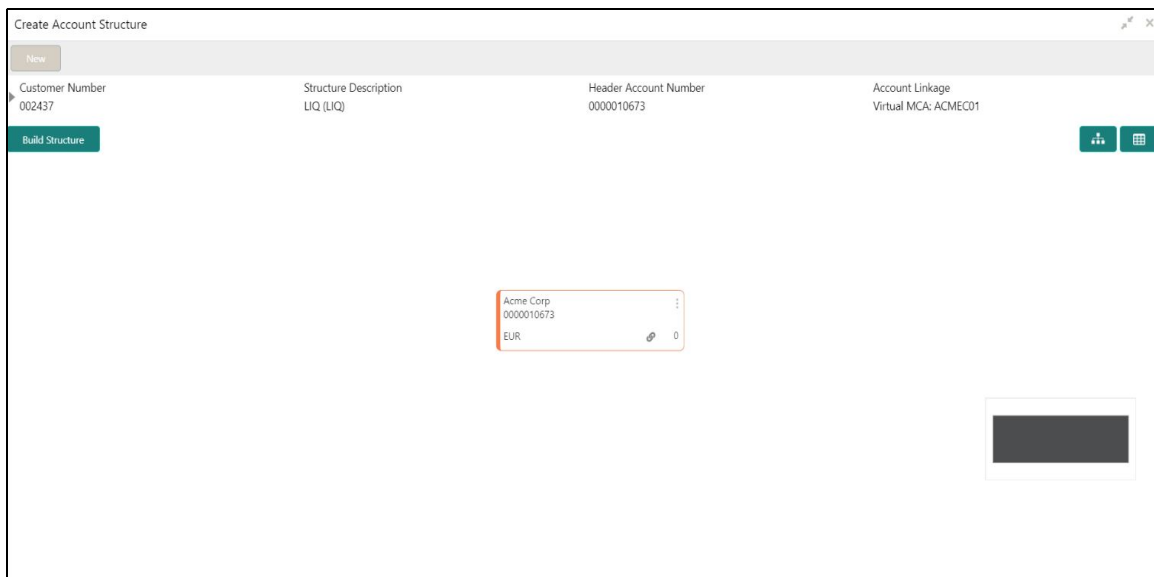 Create Account Structure
New
Customer Number
002437
Structure Description
LIQ (LIQ)
Header Account Number
0000010673
Account Linkage
Virtual MCA: ACMEC01
Build Structure
Acme Corp
0000010673
EUR 0